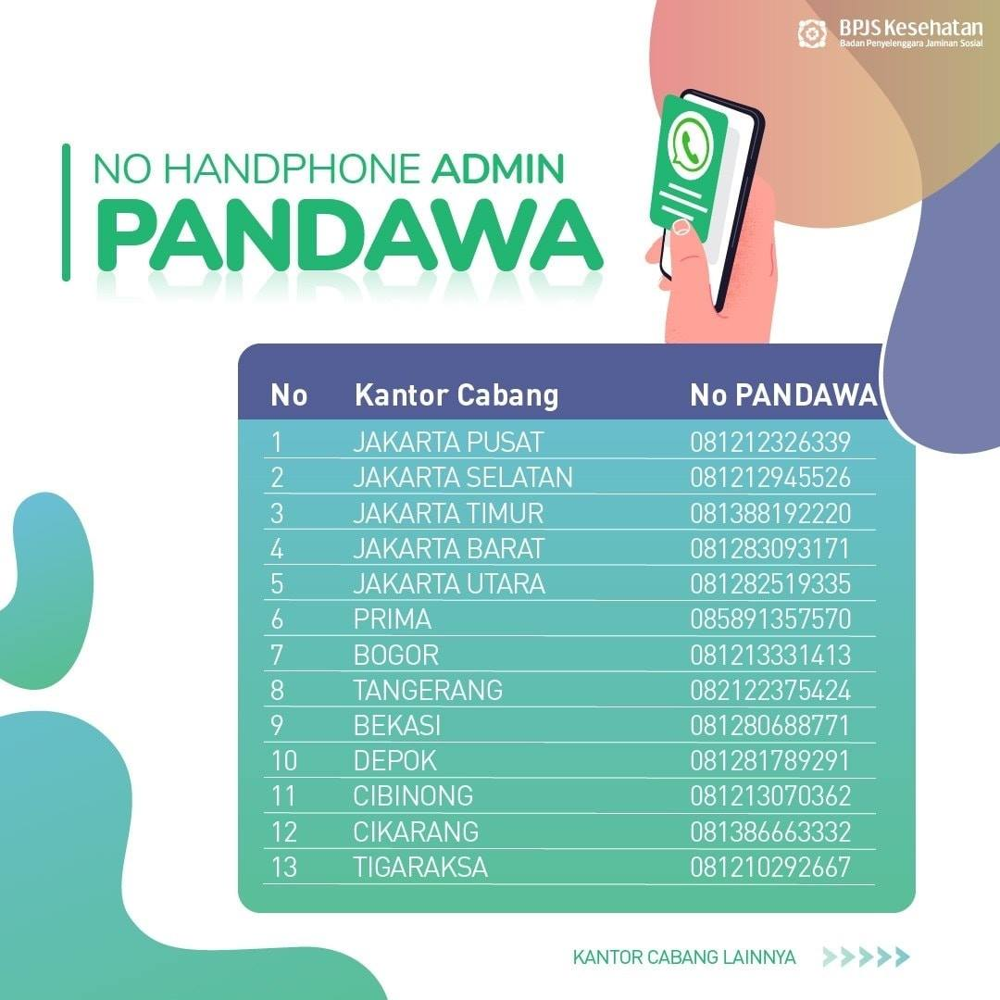 BPJS Kesehatan
Badan Penyelenggara Jaminan Sosial
NO HANDPHONE ADMIN
PANDAWA
No Kantor Cabang No PANDAWA
1 JAKARTA PUSAT 081212326339
2 JAKARTA SELATAN 081212945526
3 JAKARTA TIMUR 081388192220
4 JAKARTA BARAT 081283093171
5 JAKARTA UTARA 081282519335
6 PRIMA 085891357570
7 BOGOR 081213331413
8 TANGERANG 082122375424
9 BEKASI 081280688771
10 DEPOK 081281789291
11 CIBINONG 081213070362
12 CIKARANG 081386663332
13 TIGARAKSA 081210292667
KANTOR CABANG LAINNYA